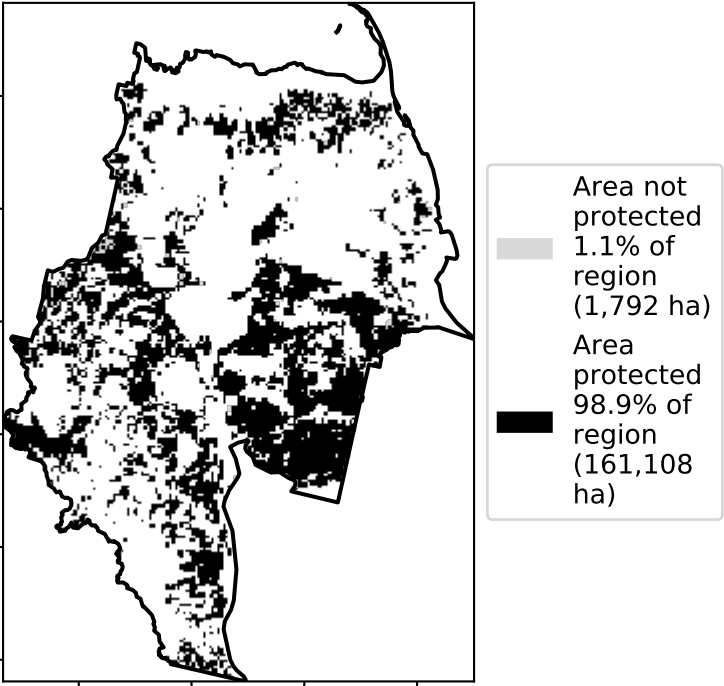 Area not
protected
1.1% of
region
(1,792 ha)
Area
protected
98.9% of
region
(161,108
ha)